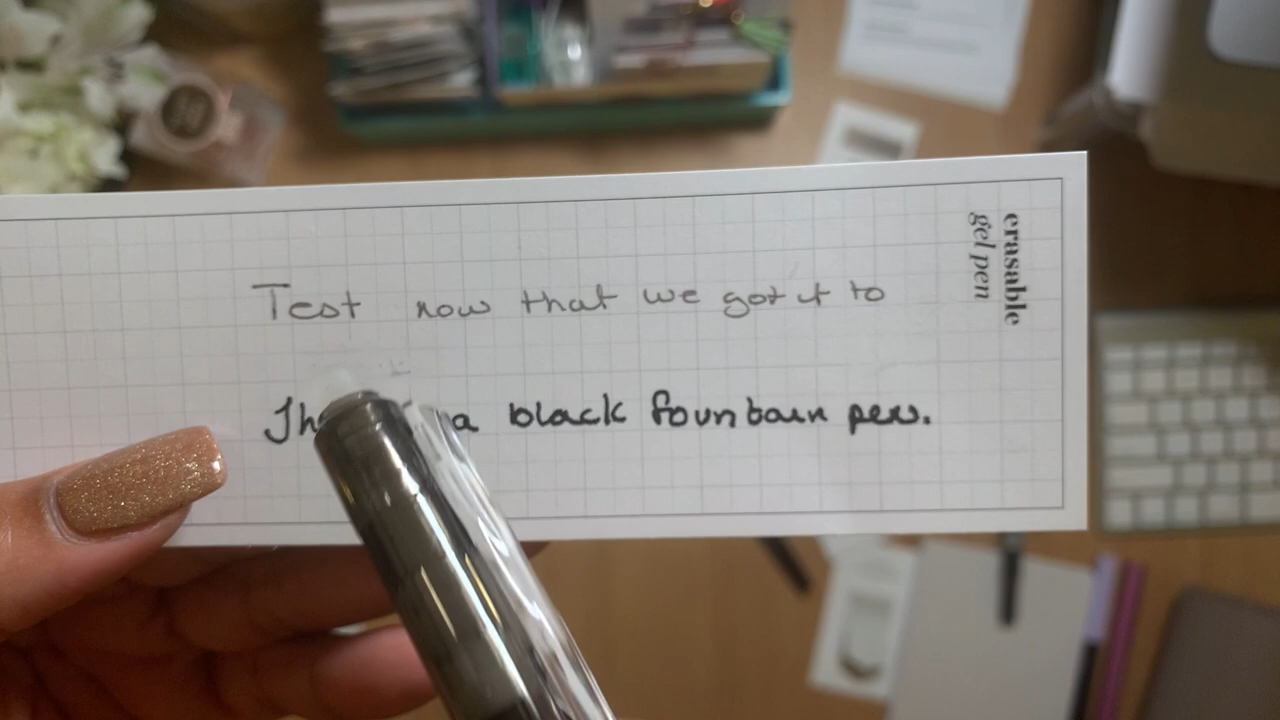 Test now that we got it to
a black fountain pen.
erasable
gel pen